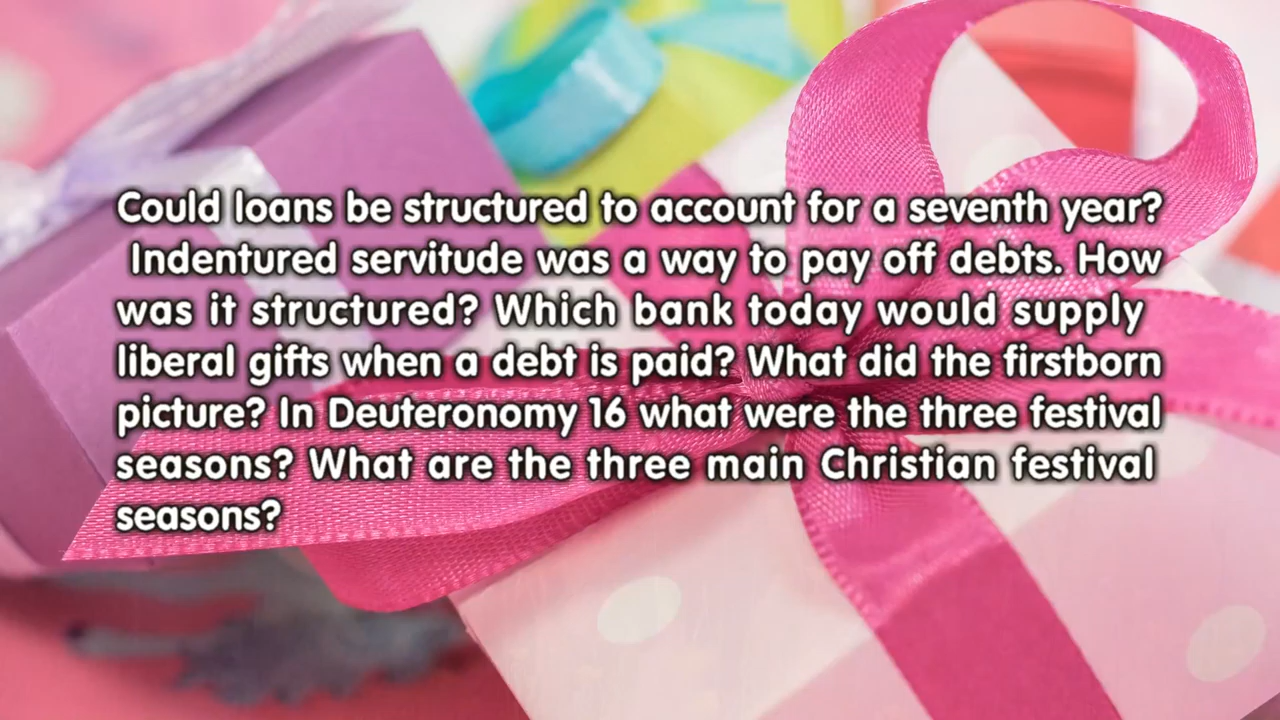 Could loans be structured to account for a seventh year?
Indentured servitude was a way to pay off debts. How
was it structured? Which bank today would supply
liberal gifts when a debt is paid? What did the firstborn
picture? In Deuteronomy 16 what were the three festival
seasons? What are the three main Christian festival
seasons?